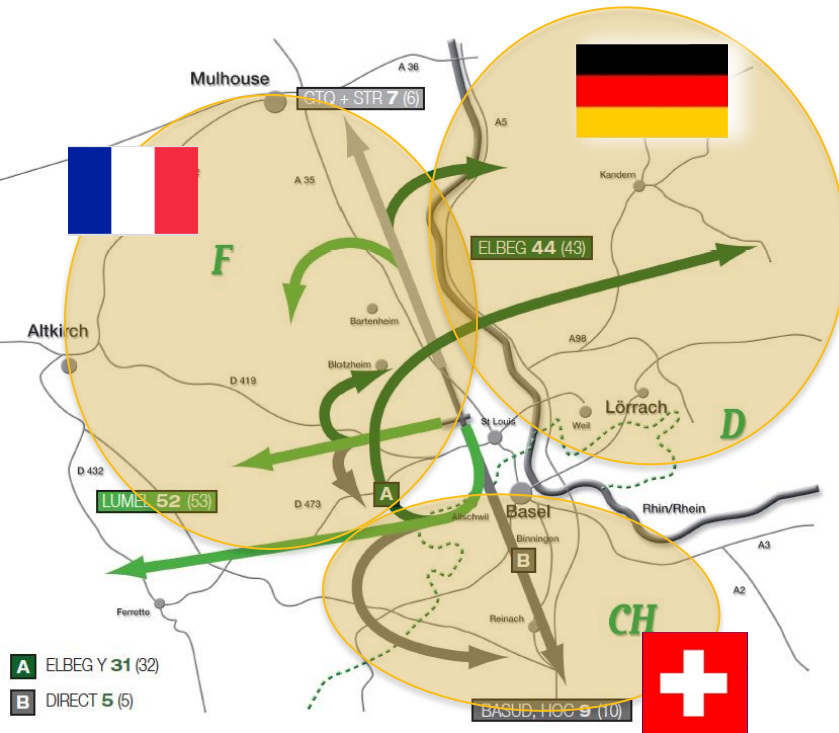 A 36
Mulhouse
GTQ + STR 7 (6)
A5
A 35
Kandern
F
ELBEG 44 (43)
Bartenheim
Altkirch
A98
Blotzheim
D 419
Lörrach
St Louis
Weil
D
D 432
A
LUMEL 52 (53)
D 473
Basel
Rhin/Rhein
Allschwil
Binningen
A3
B
A2
Ferrette
Reinach
CH
A ELBEG Y 31 (32)
B DIRECT 5 (5)
BASUD, HOC 9 (10)